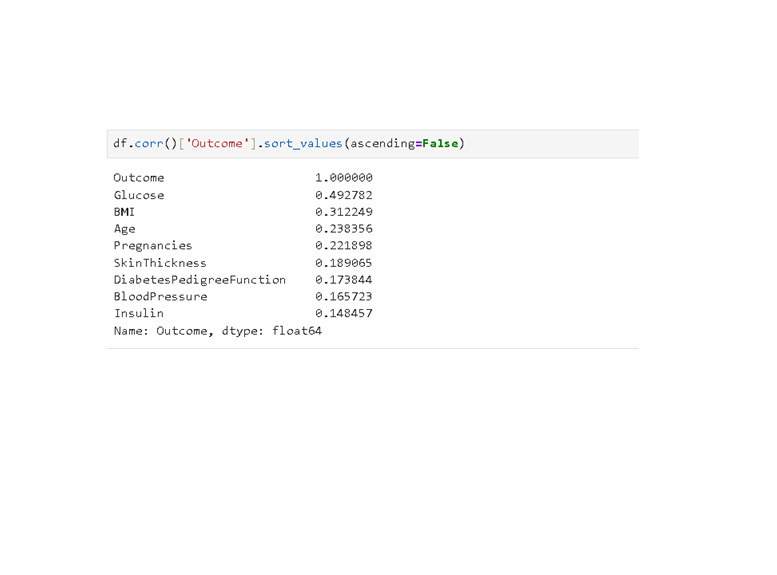 df.corr()['Outcome'].sort_values(ascending=False)
Outcome 1.000000
Glucose 0.492782
BMI 0.312249
Age 0.238356
Pregnancies 0.221898
SkinThickness 0.189065
DiabetesPedigreeFunction 0.173844
BloodPressure 0.165723
Insulin 0.148457
Name: Outcome, dtype: float64